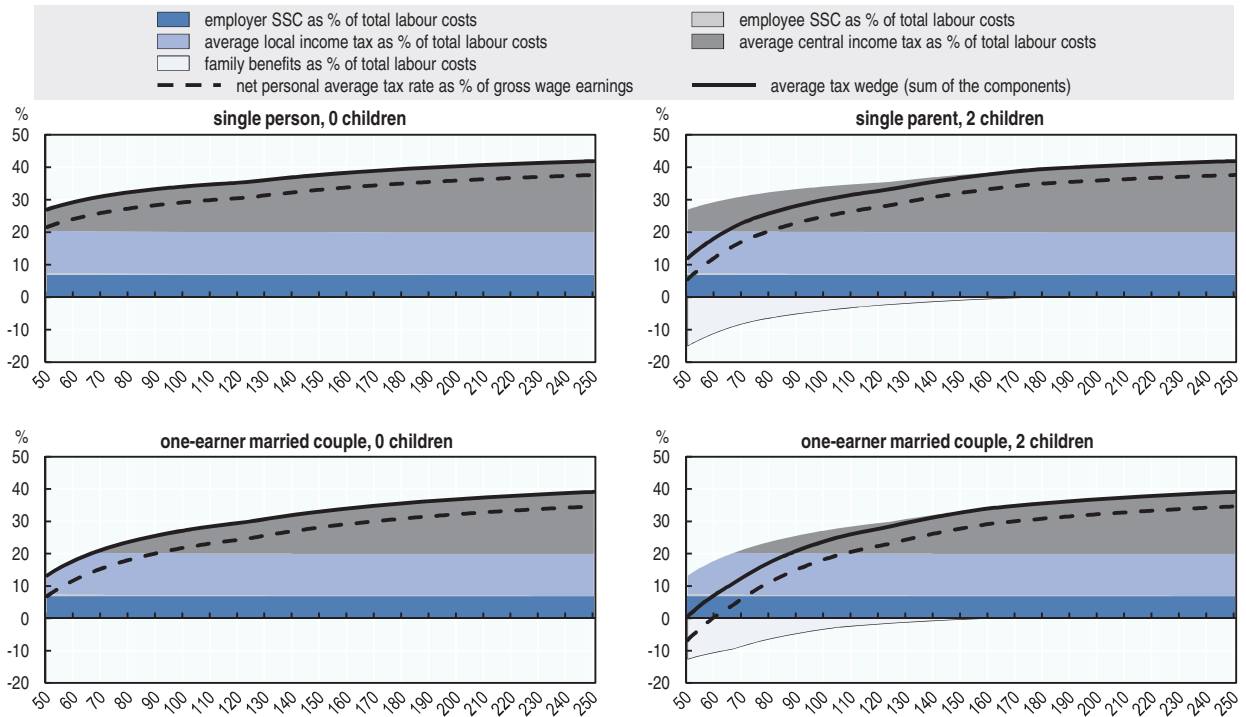 employer SSC as % of total labour costs
employee SSC as % of total labour costs
average local income tax as % of total labour costs
average central income tax as % of total labour costs
family benefits as % of total labour costs
net personal average tax rate as % of gross wage earnings
average tax wedge (sum of the components)
%
single person, 0 children
50
40
30
20
10
0
-10
-20
50 60 70 80 90 100 110 120 130 140 150 160 170 180 190 200 210 220 230 240 250
%
single parent, 2 children
50
40
30
20
10
0
-10
-20
50 60 70 80 90 100 110 120 130 140 150 160 170 180 190 200 210 220 230 240 250
%
one-earner married couple, 0 children
50
40
30
20
10
0
-10
-20
50 60 70 80 90 100 110 120 130 140 150 160 170 180 190 200 210 220 230 240 250
%
one-earner married couple, 2 children
50
40
30
20
10
0
-10
-20
50 60 70 80 90 100 110 120 130 140 150 160 170 180 190 200 210 220 230 240 250